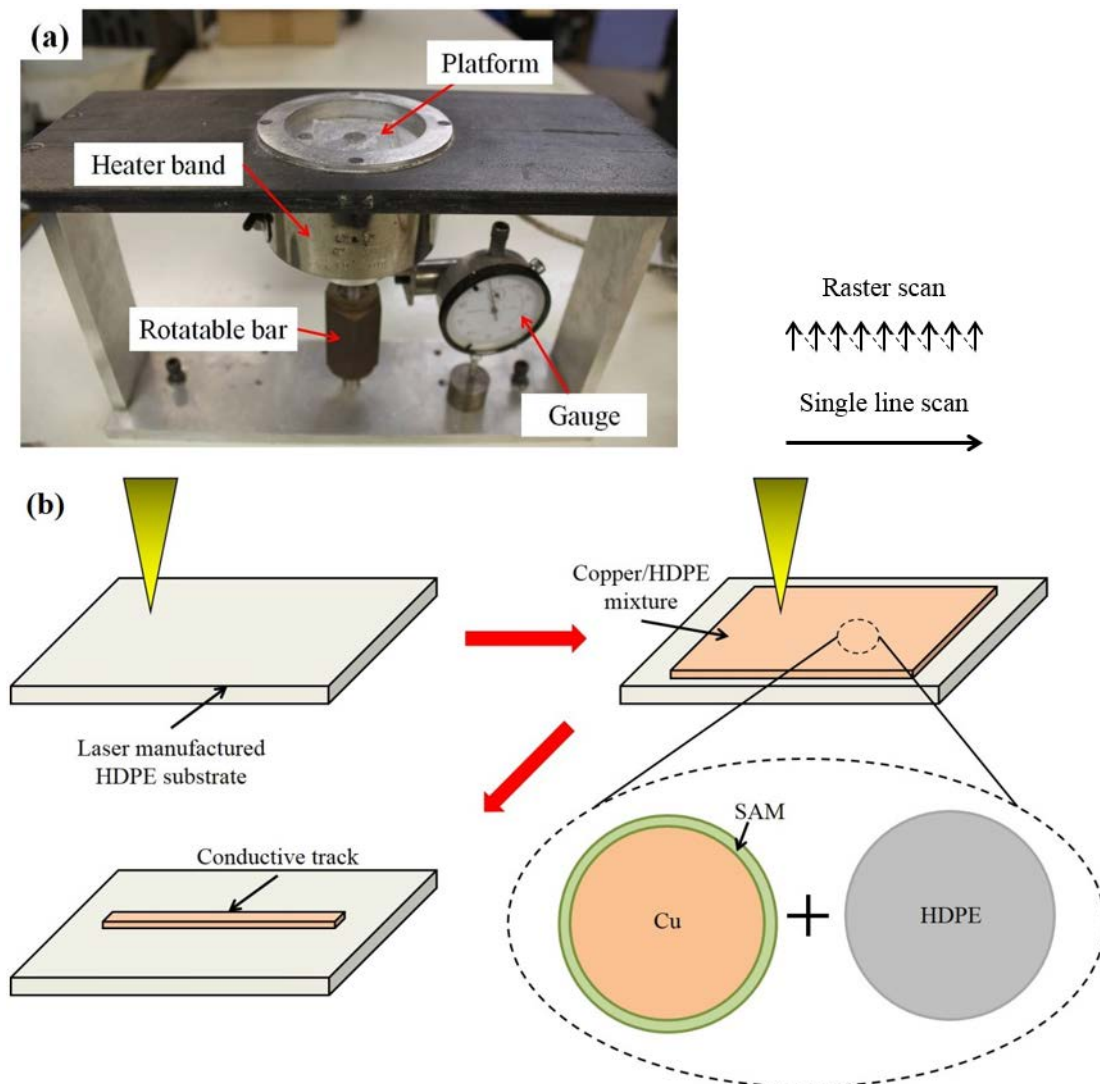 (a)
Platform
Heater band
Rotatable bar
Gauge
Raster scan
Single line scan
(b)
Copper/HDPE
mixture
Laser manufactured
HDPE substrate
Conductive track
SAM
Cu
HDPE